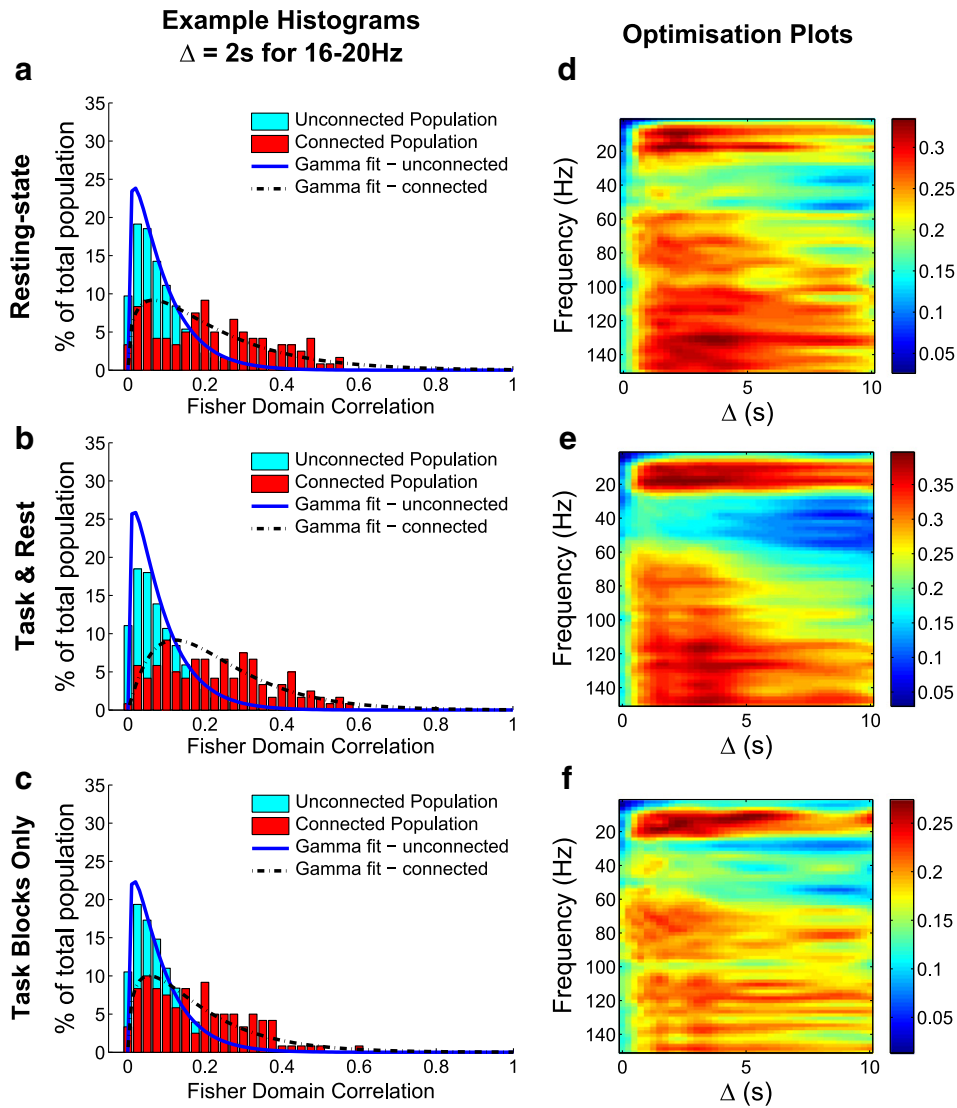 Example Histograms
Δ = 2s for 16-20Hz
Optimisation Plots
a
Resting-state
% of total population
35
30
25
20
15
10
5
0
Unconnected Population
Connected Population
Gamma fit − unconnected
Gamma fit − connected
0 0.2 0.4 0.6 0.8 1
Fisher Domain Correlation
d
Frequency (Hz)
20
40
60
80
100
120
140
0 5 10
Δ (s)
0.3
0.25
0.2
0.15
0.1
0.05
b
Task & Rest
% of total population
35
30
25
20
15
10
5
0
Unconnected Population
Connected Population
Gamma fit − unconnected
Gamma fit − connected
0 0.2 0.4 0.6 0.8 1
Fisher Domain Correlation
e
Frequency (Hz)
20
40
60
80
100
120
140
0 5 10
Δ (s)
0.35
0.3
0.25
0.2
0.15
0.1
0.05
c
Task Blocks Only
% of total population
35
30
25
20
15
10
5
0
Unconnected Population
Connected Population
Gamma fit − unconnected
Gamma fit − connected
0 0.2 0.4 0.6 0.8 1
Fisher Domain Correlation
f
Frequency (Hz)
20
40
60
80
100
120
140
0 5 10
Δ (s)
0.25
0.2
0.15
0.1
0.05